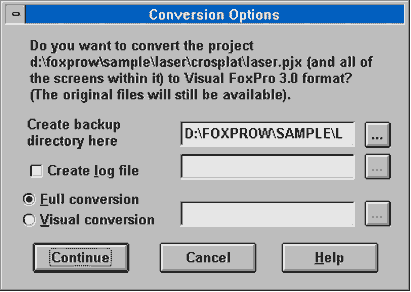 Conversion Options
Do you want to convert the project
d:\foxprow\sample\laser\crosplat\laser.pjx (and all of
the screens within it) to Visual FoxPro 3.0 format?
(The original files will still be available).
Create backup
directory here
D:\FOXPROW\SAMPLE\L
...
Create log file
...
Full conversion
Visual conversion
...
Continue
Cancel
Help